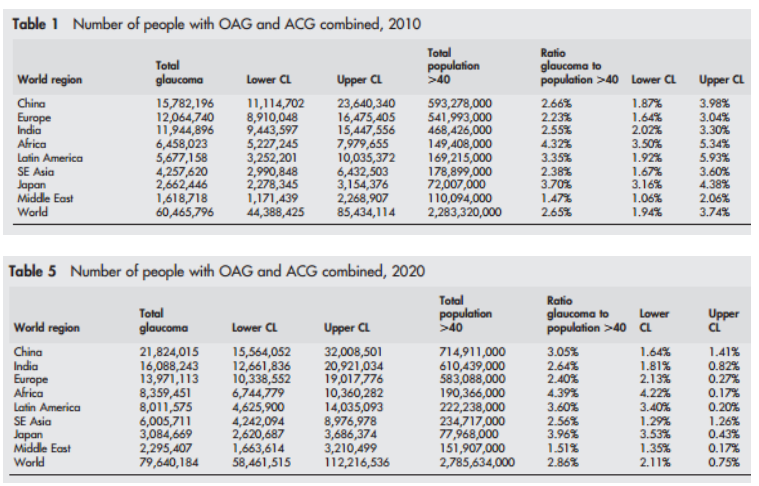 Table 1 Number of people with OAG and ACG combined, 2010
World region Total glaucoma Lower CL Upper CL Total population >40 Ratio glaucoma to population >40 Lower CL Upper CL
China 15,782,196 11,114,702 23,640,340 593,278,000 2.66% 1.87% 3.98%
Europe 12,064,740 8,910,048 16,475,405 541,993,000 2.23% 1.64% 3.04%
India 11,944,896 9,443,597 15,447,556 468,426,000 2.55% 2.02% 3.30%
Africa 6,458,023 5,227,245 7,979,655 149,408,000 4.32% 3.50% 5.34%
Latin America 5,677,158 3,252,201 10,035,372 169,215,000 3.35% 1.92% 5.93%
SE Asia 4,257,620 2,990,848 6,432,503 178,899,000 2.38% 1.67% 3.60%
Japan 2,662,446 2,278,345 3,154,376 72,007,000 3.70% 3.16% 4.38%
Middle East 1,618,718 1,171,439 2,268,907 110,094,000 1.47% 1.06% 2.06%
World 60,465,796 44,388,425 85,434,114 2,283,320,000 2.65% 1.94% 3.74%
Table 5 Number of people with OAG and ACG combined, 2020
World region Total glaucoma Lower CL Upper CL Total population >40 Ratio glaucoma to population >40 Lower CL Upper CL
China 21,824,015 15,564,052 32,008,501 714,911,000 3.05% 1.64% 1.41%
India 16,088,243 12,661,836 20,921,034 610,439,000 2.64% 1.81% 0.82%
Europe 13,971,113 10,338,552 19,017,776 583,088,000 2.40% 2.13% 0.27%
Africa 8,359,451 6,744,779 10,360,282 190,366,000 4.39% 4.22% 0.17%
Latin America 8,011,575 4,625,900 14,035,093 222,238,000 3.60% 3.40% 0.20%
SE Asia 6,005,711 4,242,094 8,976,978 234,717,000 2.56% 1.29% 1.26%
Japan 3,084,669 2,620,687 3,686,374 77,968,000 3.96% 3.53% 0.43%
Middle East 2,295,407 1,663,614 3,210,499 151,907,000 1.51% 1.35% 0.17%
World 79,640,184 58,461,515 112,216,536 2,785,634,000 2.86% 2.11% 0.75%